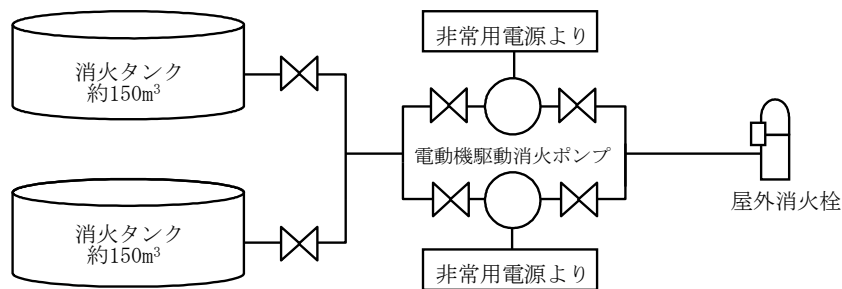 非常用電源より
消火タンク
約150m³
電動機駆動消火ポンプ
屋外消火栓
消火タンク
約150m³
非常用電源より